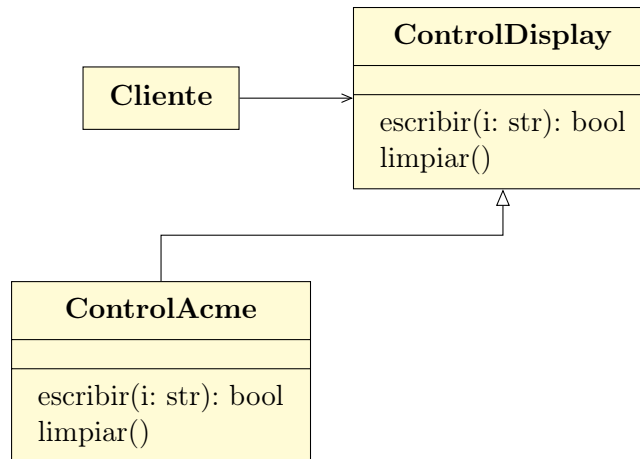 ControlDisplay
Cliente
escribir(i: str): bool
limpiar()
ControlAcme
escribir(i: str): bool
limpiar()